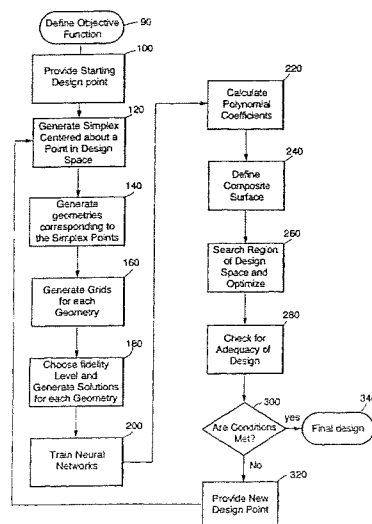 Define Objective
Function
90
100
Provide Starting
Design point
120
Generate Simplex
Centered about a
Point in Design
Space
140
Generate
geometries
corresponding to
the Simplex Points
160
Generate Grids
for each
Geometry
180
Choose fidelity
Level and
Generate Solutions
for each Geometry
200
Train Neural
Networks
220
Calculate
Polynomial
Coefficients
240
Define
Composite
Surface
260
Search Region
of Design
Space and
Optimize
280
Check for
Adequacy of
Design
300
Are Conditions
Met?
yes
34
Final design
No
320
Provide New
Design Point